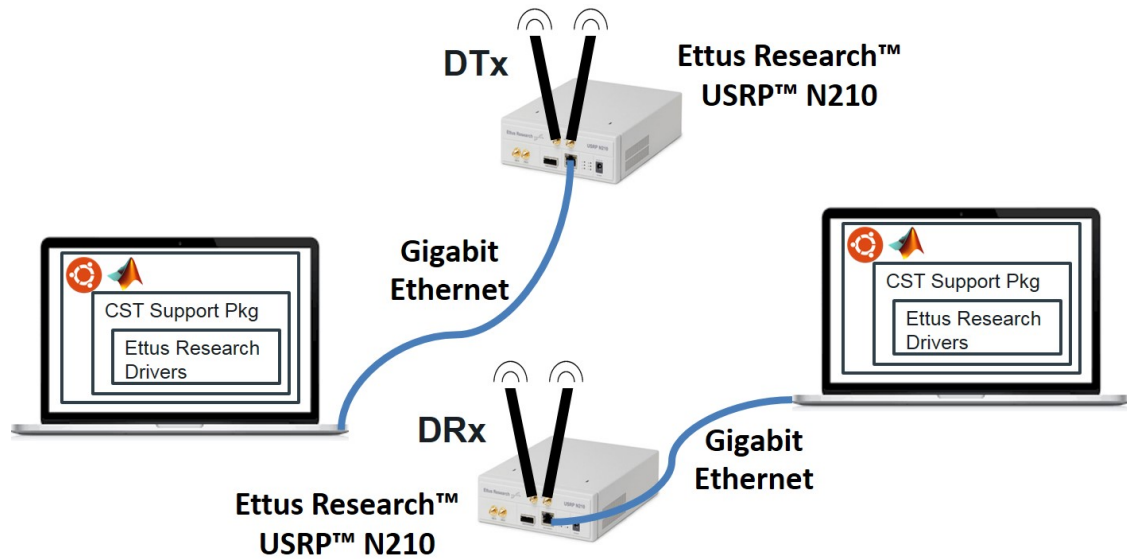 DTx
Ettus Research™
USRP™ N210
Gigabit
Ethernet
CST Support Pkg
Ettus Research
Drivers
CST Support Pkg
Ettus Research
Drivers
DRx
Gigabit
Ethernet
Ettus Research™
USRP™ N210